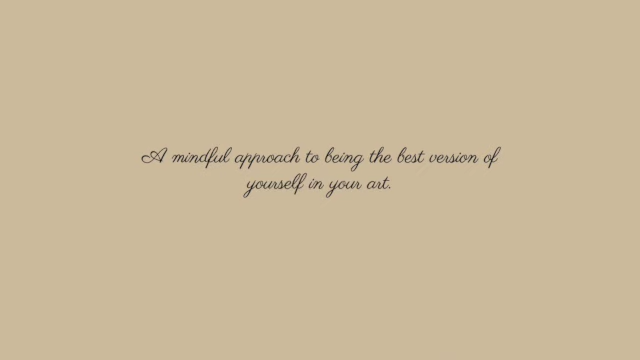 A mindful approach to being the best version of
yourself in your art.